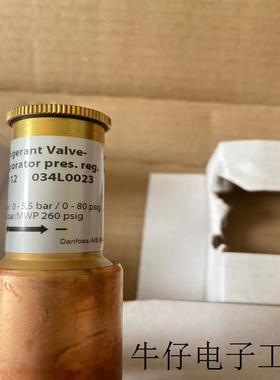 gerant Valve-
orator pres. reg.
12 034L0023
0 - 5.5 bar / 0 - 80 psig
bar/MWP 260 psig
Danfoss A/S
牛仔电子工